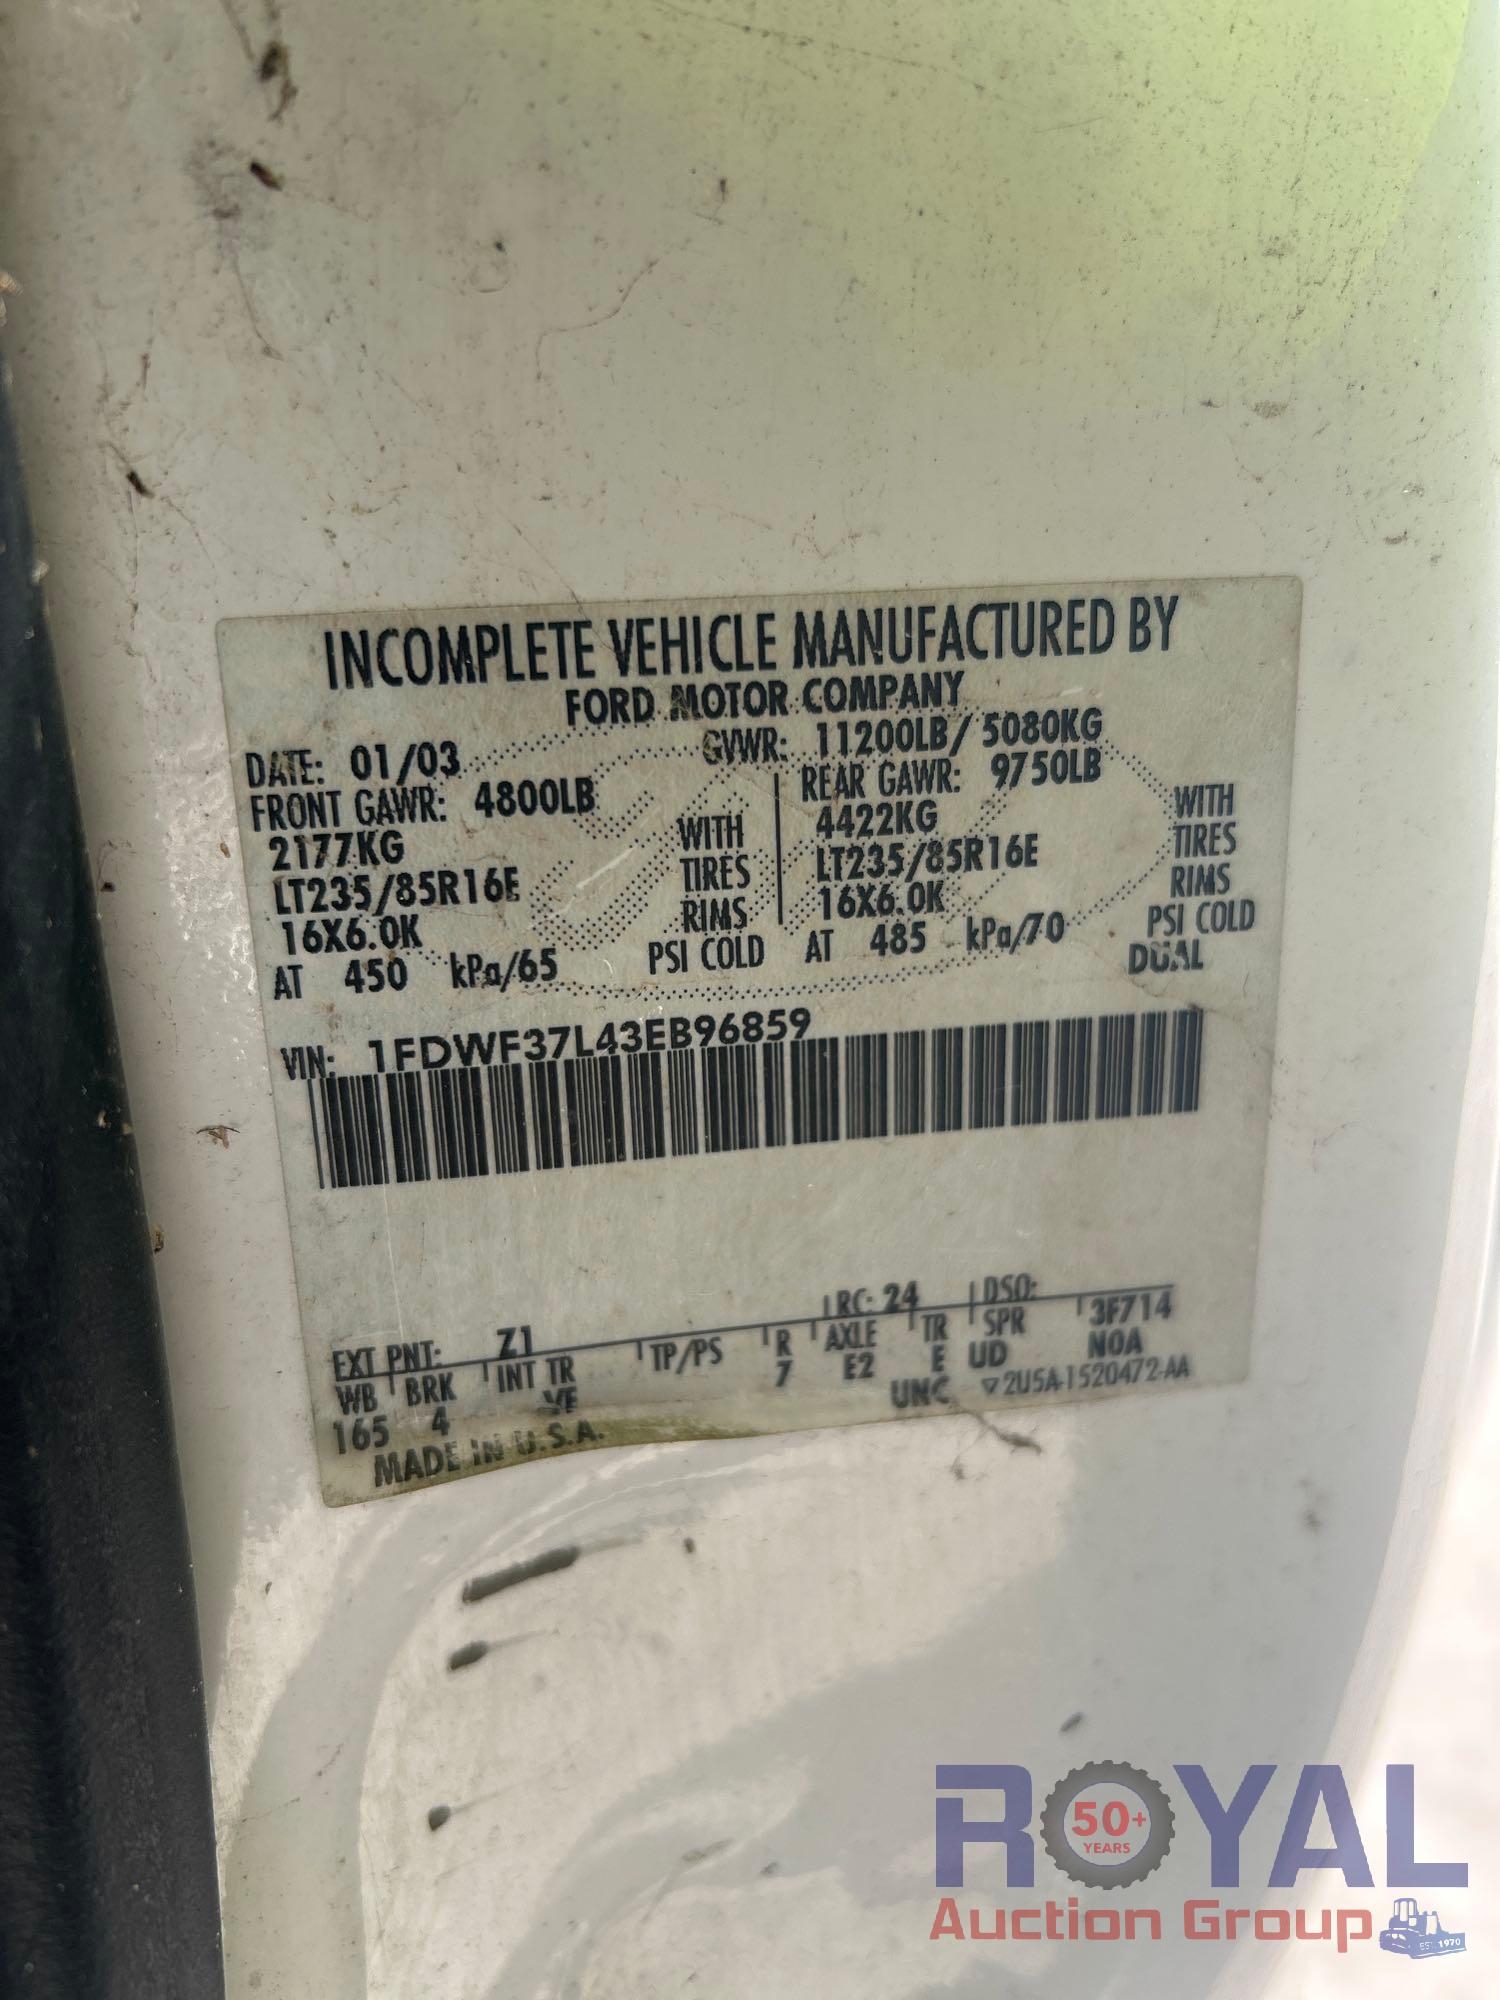 INCOMPLETE VEHICLE MANUFACTURED BY
FORD MOTOR COMPANY
DATE: 01/03 GVWR: 11200LB/ 5080KG
FRONT GAWR: 4800LB REAR GAWR: 9750LB
2177KG WITH 4422KG WITH
LT235/85R16E TIRES LT235/85R16E TIRES
16X6.0K RIMS 16X6.0K RIMS
AT 450 kPa/65 PSI COLD AT 485 kPa/70 PSI COLD
DUAL
VIN: 1FDWF37L43EB96859
EXT PNT: Z1 RC: 24 DSO:
WB BRK INT TR TP/PS R AXLE TR SPR 3F714
165 4 VE 7 E2 E UD N0A
MADE IN U.S.A. UNC ▽2U5A-1520472-AA
ROYAL
50+
YEARS
Auction Group
EST. 1970